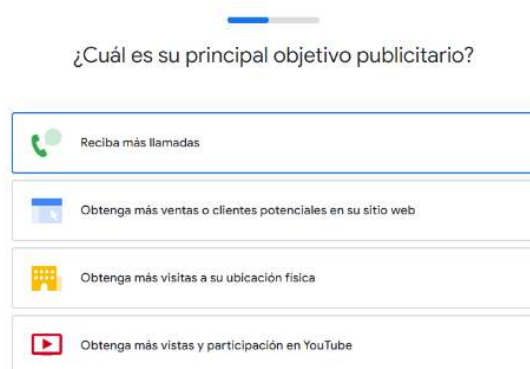 ¿Cuál es su principal objetivo publicitario?
Reciba más llamadas
Obtenga más ventas o clientes potenciales en su sitio web
Obtenga más visitas a su ubicación física
Obtenga más vistas y participación en YouTube